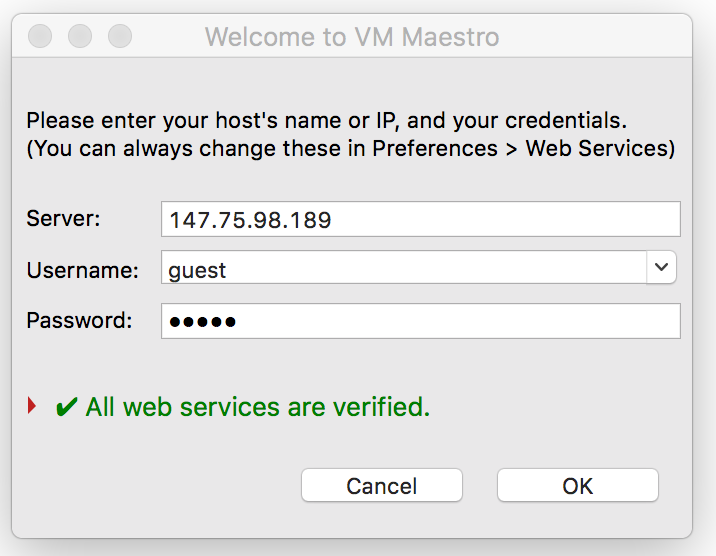 Welcome to VM Maestro
Please enter your host's name or IP, and your credentials.
(You can always change these in Preferences > Web Services)
Server: 147.75.98.189
Username: guest
Password: •••••
✔ All web services are verified.
Cancel OK